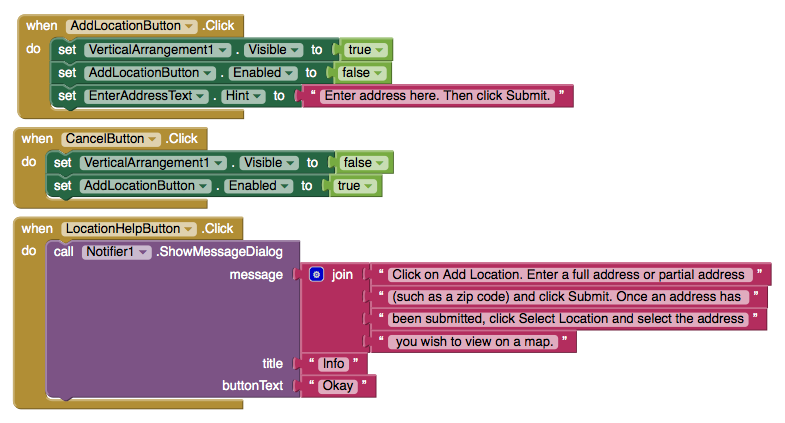 when AddLocationButton .Click
do set VerticalArrangement1 . Visible to true
set AddLocationButton . Enabled to false
set EnterAddressText . Hint to “ Enter address here. Then click Submit. ”
when CancelButton .Click
do set VerticalArrangement1 . Visible to false
set AddLocationButton . Enabled to true
when LocationHelpButton .Click
do call Notifier1 .ShowMessageDialog
message join “ Click on Add Location. Enter a full address or partial address ”
“ (such as a zip code) and click Submit. Once an address has ”
“ been submitted, click Select Location and select the address ”
“ you wish to view on a map. ”
title “ Info ”
buttonText “ Okay ”